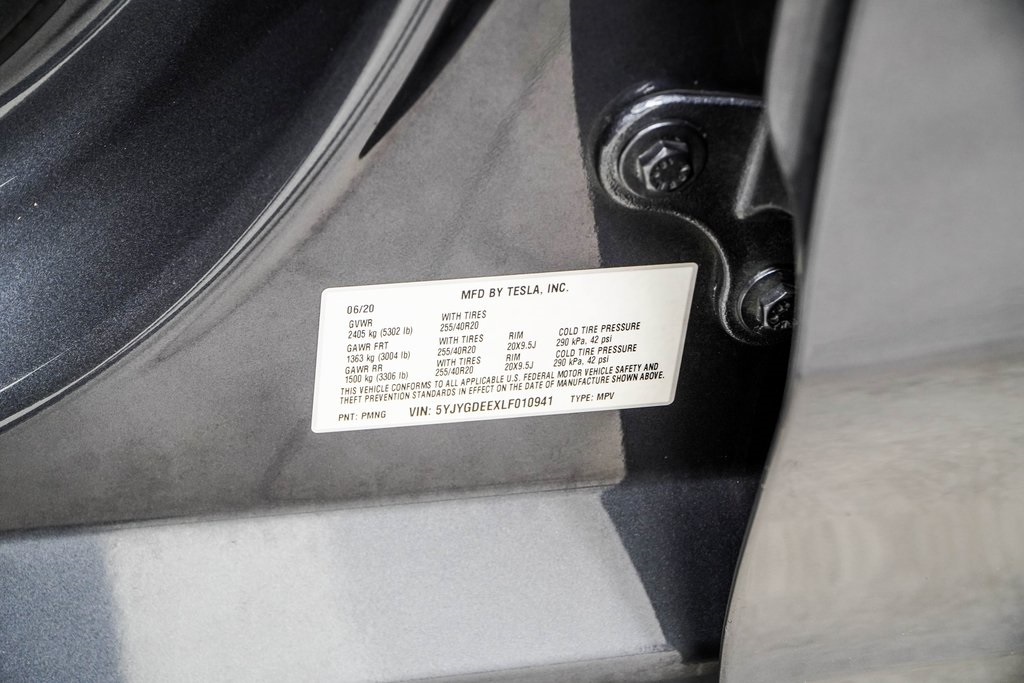 MFD BY TESLA, INC.
06/20
GVWR WITH TIRES
2405 kg (5302 lb) 255/40R20
GAWR FRT WITH TIRES RIM COLD TIRE PRESSURE
1363 kg (3004 lb) 255/40R20 20X9.5J 290 kPa, 42 psi
GAWR RR WITH TIRES RIM COLD TIRE PRESSURE
1500 kg (3306 lb) 255/40R20 20X9.5J 290 kPa, 42 psi
THIS VEHICLE CONFORMS TO ALL APPLICABLE U.S. FEDERAL MOTOR VEHICLE SAFETY AND
THEFT PREVENTION STANDARDS IN EFFECT ON THE DATE OF MANUFACTURE SHOWN ABOVE.
PNT: PMNG VIN: 5YJYGDEEXLF010941 TYPE: MPV